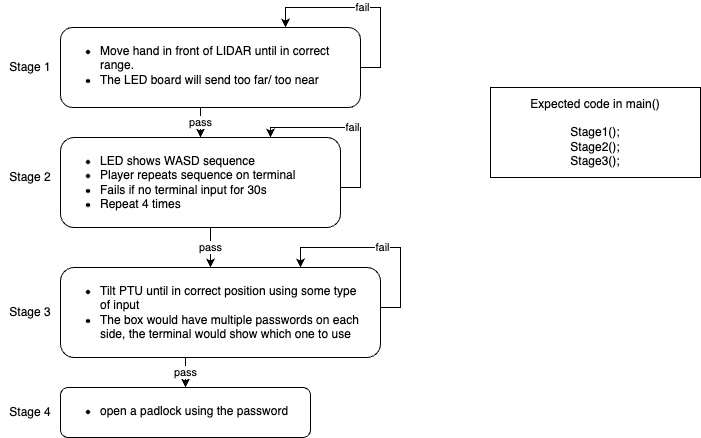 fail
Stage 1
• Move hand in front of LIDAR until in correct
range.
• The LED board will send too far/ too near
pass
fail
Stage 2
• LED shows WASD sequence
• Player repeats sequence on terminal
• Fails if no terminal input for 30s
• Repeat 4 times
pass
fail
Stage 3
• Tilt PTU until in correct position using some type
of input
• The box would have multiple passwords on each
side, the terminal would show which one to use
pass
Stage 4
• open a padlock using the password
Expected code in main()
Stage1();
Stage2();
Stage3();